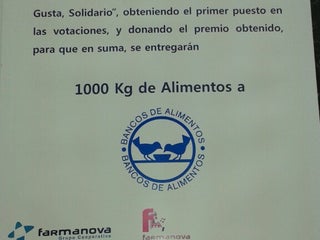 Gusta, Solidario", obteniendo el primer puesto en
las votaciones, y donando el premio obtenido,
para que en suma, se entregarán
1000 Kg de Alimentos a
BANCOS DE ALIMENTOS
BANCOS DE ALIMENTOS
farmanova
Grupo Cooperativo
farmanova